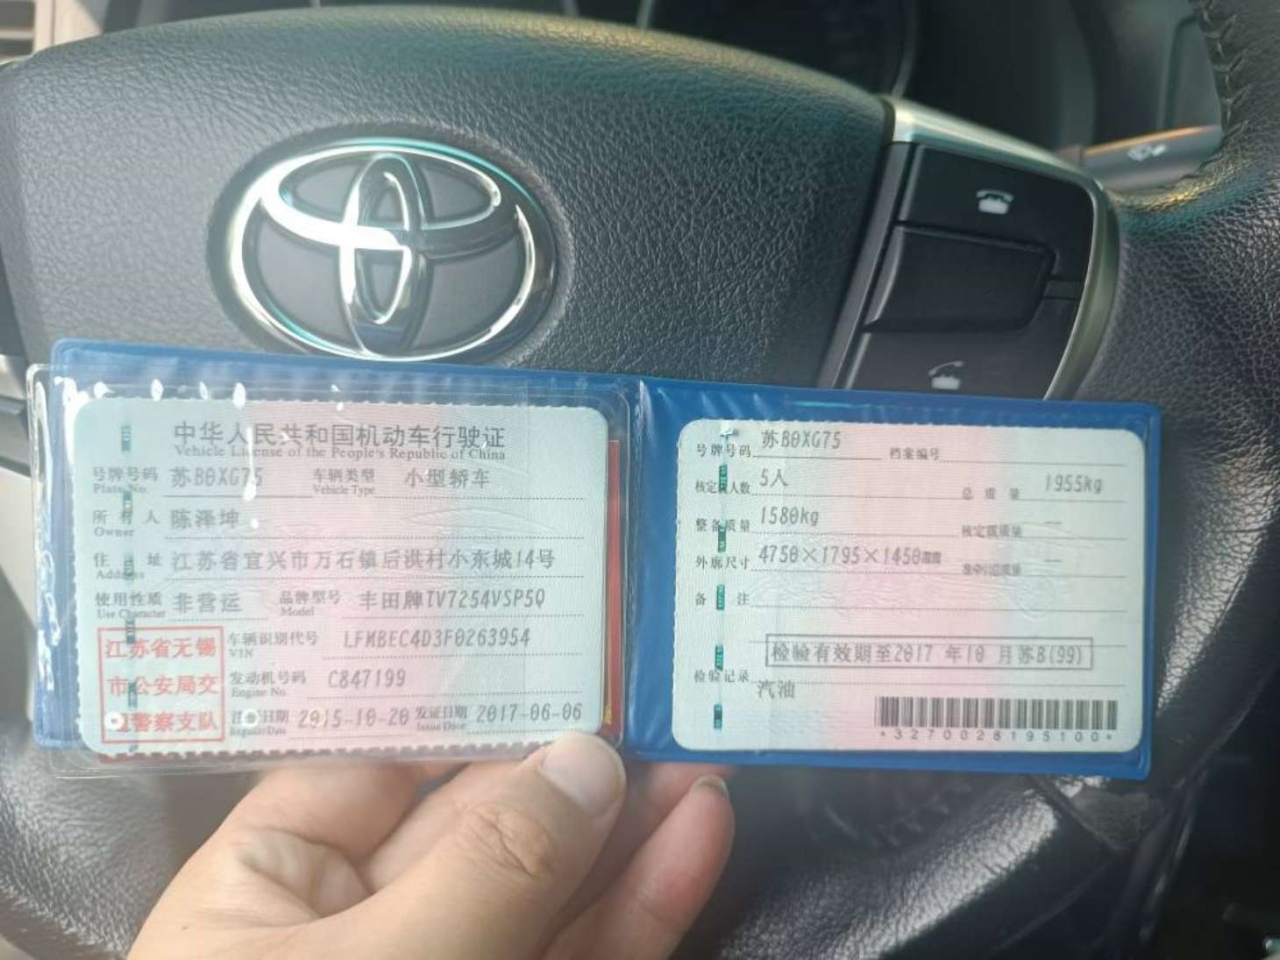 中华人民共和国机动车行驶证
Vehicle License of the People's Republic of China
号牌号码 苏B0XG75 车辆类型 小型轿车
Plate No. Vehicle Type
所有人 陈泽坤
Owner
住址 江苏省宜兴市万石镇后洪村小东城14号
Address
使用性质 非营运 品牌型号 丰田牌TV7254VSP5Q
Use Character Model
江苏省无锡
市公安局交
通警察支队
车辆识别代号 LFMBEC4D3F0263954
VIN
发动机号码 C847199
Engine No.
注册日期 2015-10-20 发证日期 2017-06-06
Register Date Issue Date
号牌号码 苏B0XG75 档案编号
核定载人数 5人 总质量 1955kg
整备质量 1580kg 核定载质量 —
外廓尺寸 4750×1795×1450mm 准牵引总质量 —
备注
检验有效期至2017年10月苏B(99)
检验记录
汽油
*3270028195100*